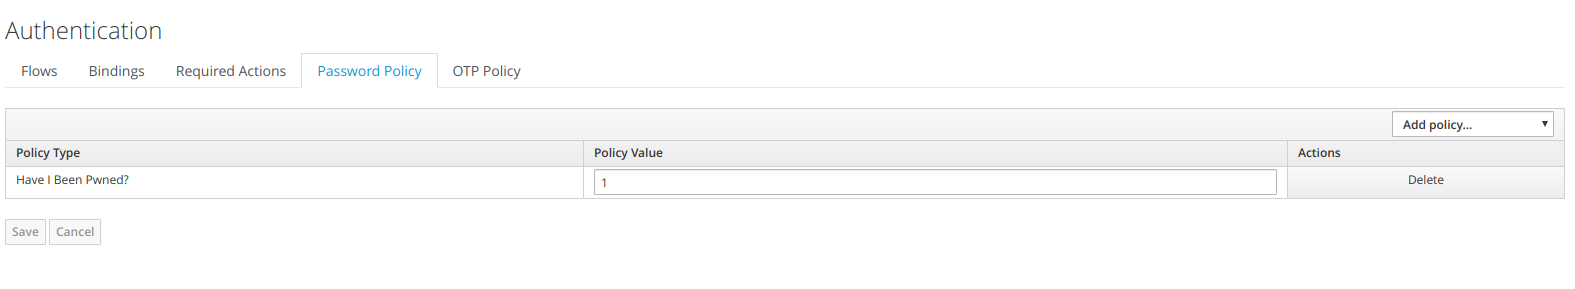 Authentication
Flows Bindings Required Actions Password Policy OTP Policy
Add policy...
Policy Type Policy Value Actions
Have I Been Pwned? 1 Delete
Save Cancel